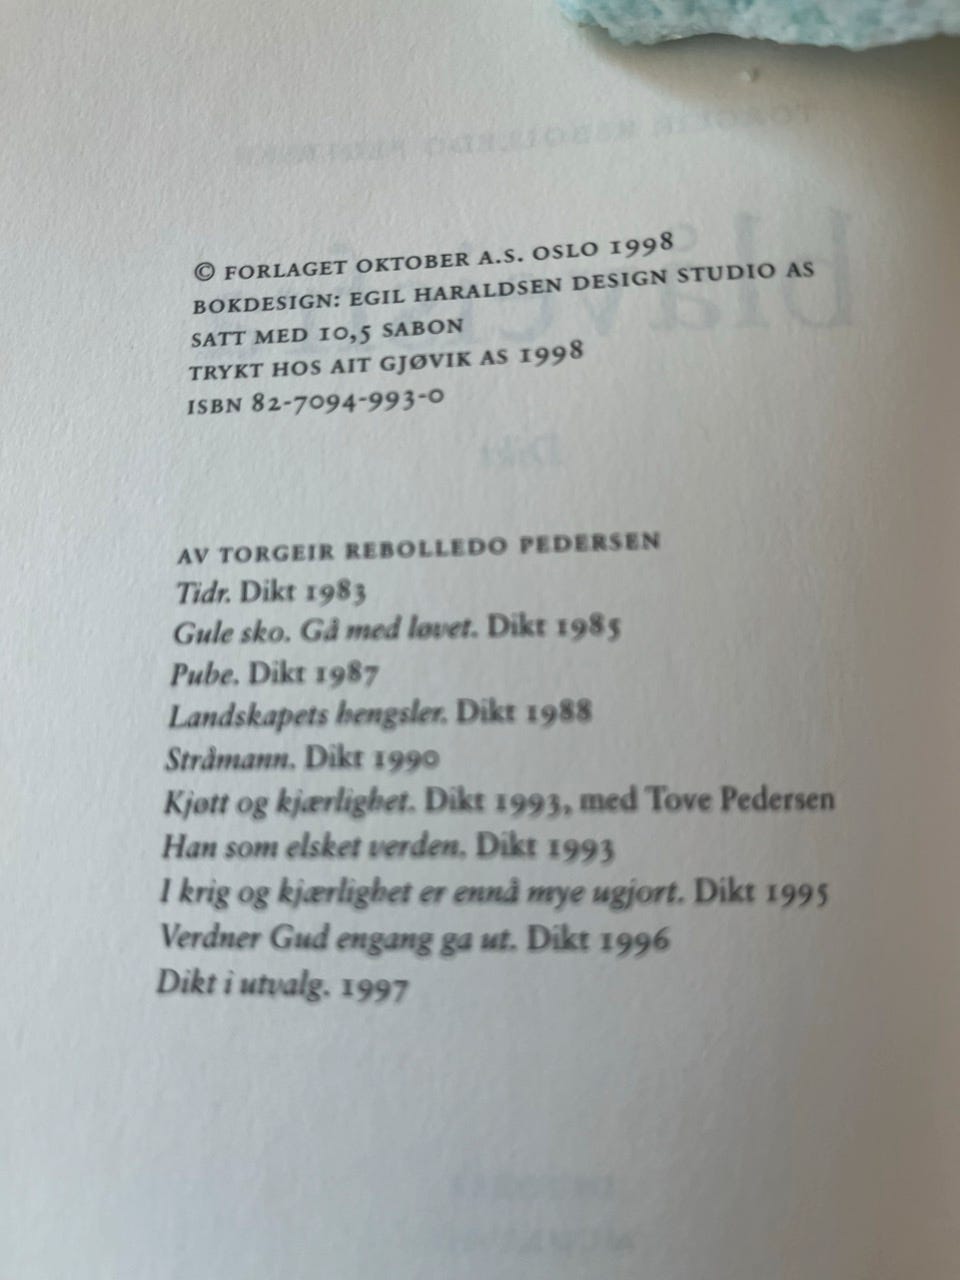 © FORLAGET OKTOBER A.S. OSLO 1998
BOKDESIGN: EGIL HARALDSEN DESIGN STUDIO AS
SATT MED 10,5 SABON
TRYKT HOS AIT GJØVIK AS 1998
ISBN 82-7094-993-0
AV TORGEIR REBOLLEDO PEDERSEN
Tidr. Dikt 1983
Gule sko. Gå med løvet. Dikt 1985
Pube. Dikt 1987
Landskapets hengsler. Dikt 1988
Stråmann. Dikt 1990
Kjøtt og kjærlighet. Dikt 1993, med Tove Pedersen
Han som elsket verden. Dikt 1993
I krig og kjærlighet er ennå mye ugjort. Dikt 1995
Verdner Gud engang ga ut. Dikt 1996
Dikt i utvalg. 1997